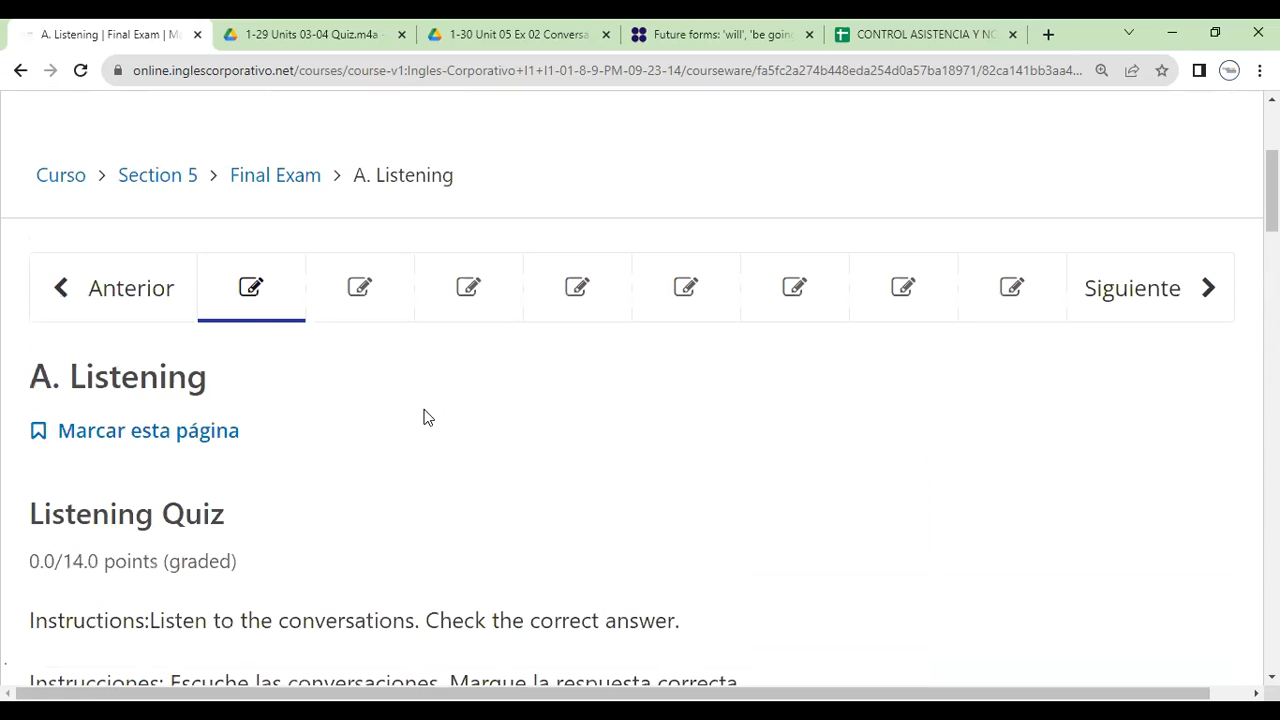 A. Listening | Final Exam | M
1-29 Units 03-04 Quiz.m4a -
1-30 Unit 05 Ex 02 Conversa
Future forms: 'will', 'be goin
CONTROL ASISTENCIA Y NO
online.inglescorporativo.net/courses/course-v1:Ingles-Corporativo+I1+I1-01-8-9-PM-09-23-14/courseware/fa5fc2a274b448eda254d0a57ba18971/82ca141bb3aa4...
Curso > Section 5 > Final Exam > A. Listening
Anterior
Siguiente
A. Listening
Marcar esta página
Listening Quiz
0.0/14.0 points (graded)
Instructions:Listen to the conversations. Check the correct answer.
Instrucciones: Escuche las conversaciones. Marque la respuesta correcta.